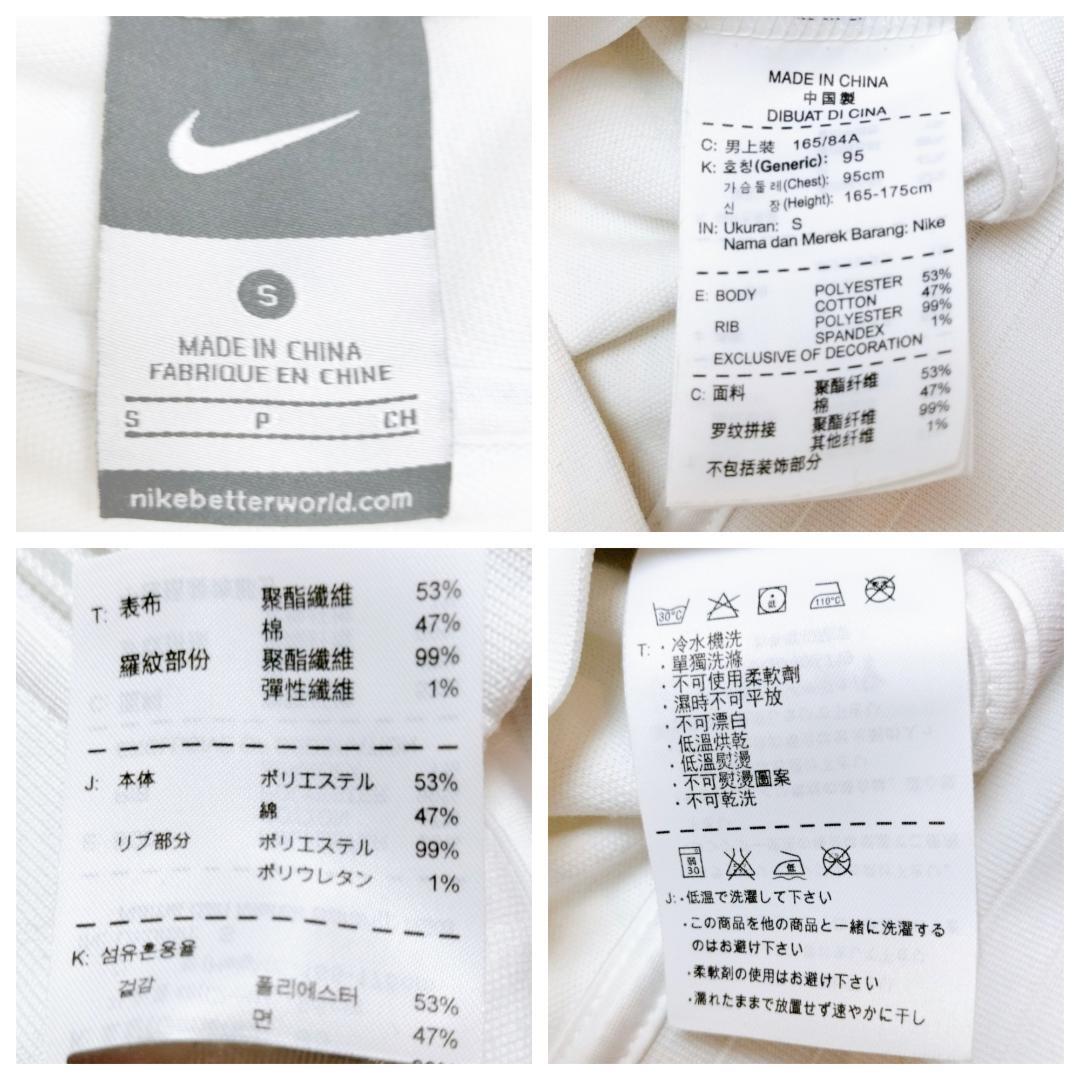 S
MADE IN CHINA
FABRIQUE EN CHINE
S P CH
nikebetterworld.com
MADE IN CHINA
中国製
DIBUAT DI CINA
C: 男上装 165/84A
K: 호칭(Generic): 95
가슴둘레(Chest): 95cm
신 장(Height): 165-175cm
IN: Ukuran: S
Nama dan Merek Barang: Nike
E: BODY POLYESTER 53%
COTTON 47%
RIB POLYESTER 99%
SPANDEX 1%
EXCLUSIVE OF DECORATION
C: 面料 聚酯纤维 53%
棉 47%
罗纹拼接 聚酯纤维 99%
其他纤维 1%
不包括装饰部分
T: 表布 聚酯纖維 53%
棉 47%
羅紋部份 聚酯纖維 99%
彈性纖維 1%
J: 本体 ポリエステル 53%
綿 47%
リブ部分 ポリエステル 99%
ポリウレタン 1%
K: 섬유혼용율
겉감 폴리에스터 53%
면 47%
30°C 低 110°C
T: ・冷水機洗
・單獨洗滌
・不可使用柔軟劑
・濕時不可平放
・不可漂白
・低溫烘乾
・低溫熨燙
・不可熨燙圖案
・不可乾洗
弱 30 低
J: ・低温で洗濯して下さい
・この商品を他の商品と一緒に洗濯する
のはお避け下さい
・柔軟剤の使用はお避け下さい
・濡れたままで放置せず速やかに干し